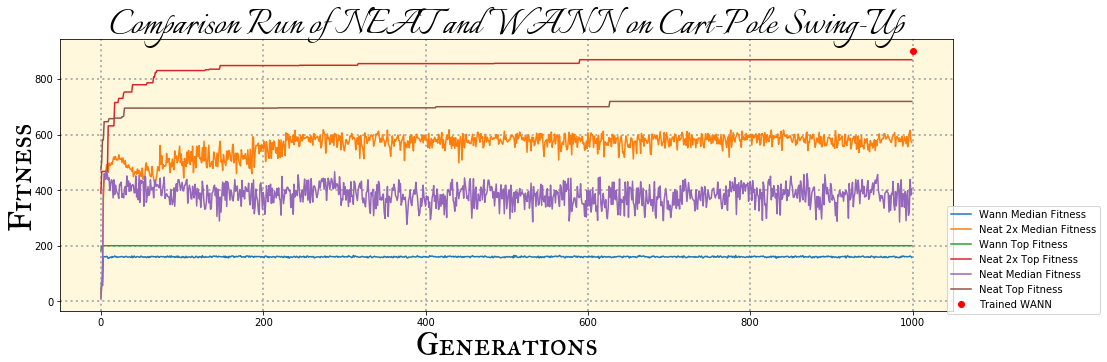 Comparison Run of NEAT and WANN on Cart-Pole Swing-Up
800
600
400
200
0
Fitness
0 200 400 600 800 1000
Generations
Wann Median Fitness
Neat 2x Median Fitness
Wann Top Fitness
Neat 2x Top Fitness
Neat Median Fitness
Neat Top Fitness
Trained WANN